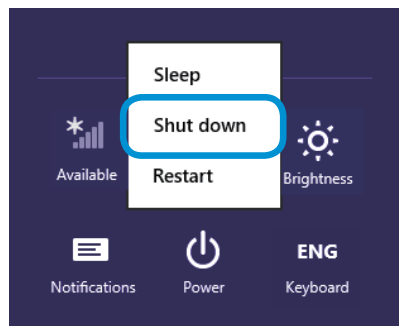 Sleep
Shut down
Restart
Available
Brightness
ENG
Notifications
Power
Keyboard